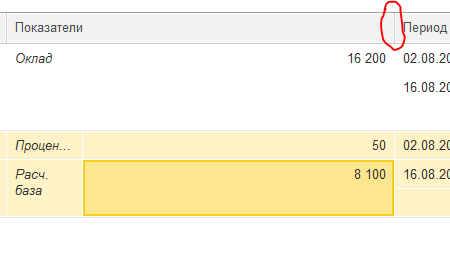 Показатели Период
Оклад 16 200 02.08.20
16.08.20
Процен... 50 02.08.20
Расч. 8 100 16.08.20
база